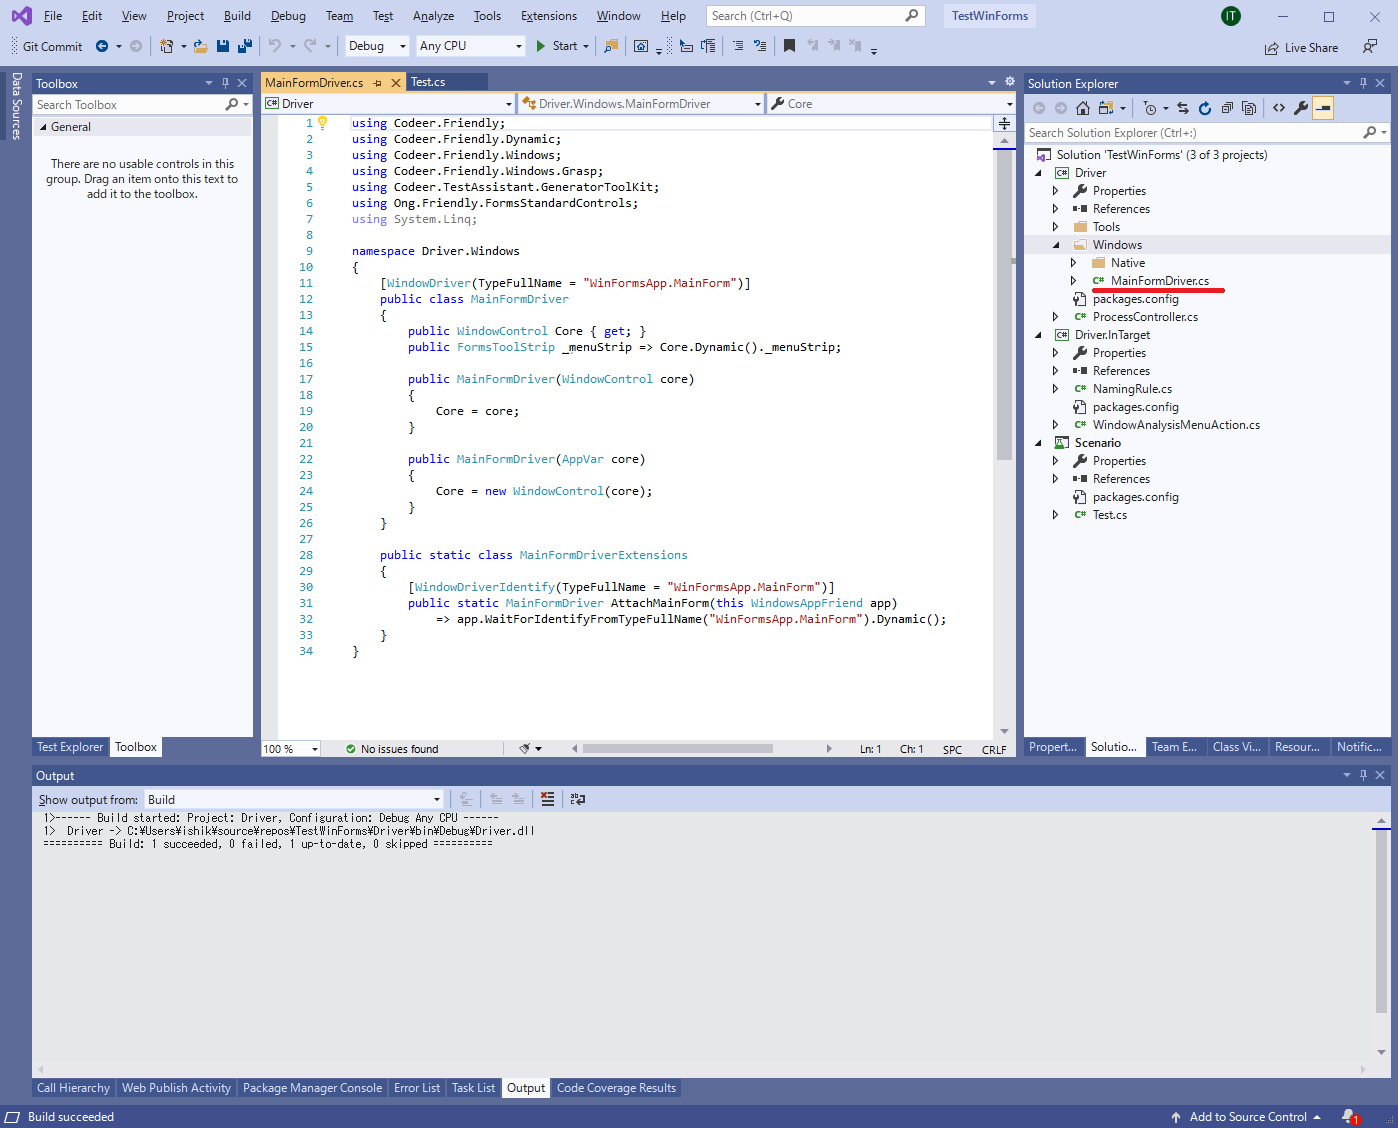 File Edit View Project Build Debug Team Test Analyze Tools Extensions Window Help Search (Ctrl+Q) TestWinForms IT
Git Commit Debug Any CPU Start Live Share
Data Sources
Toolbox
Search Toolbox
General
There are no usable controls in this
group. Drag an item onto this text to
add it to the toolbox.
Test Explorer Toolbox
MainFormDriver.cs Test.cs
C# Driver Driver.Windows.MainFormDriver Core
1 using Codeer.Friendly;
2 using Codeer.Friendly.Dynamic;
3 using Codeer.Friendly.Windows;
4 using Codeer.Friendly.Windows.Grasp;
5 using Codeer.TestAssistant.GeneratorToolKit;
6 using Ong.Friendly.FormsStandardControls;
7 using System.Linq;
8
9 namespace Driver.Windows
10 {
11 [WindowDriver(TypeFullName = "WinFormsApp.MainForm")]
12 public class MainFormDriver
13 {
14 public WindowControl Core { get; }
15 public FormsToolStrip _menuStrip => Core.Dynamic()._menuStrip;
16
17 public MainFormDriver(WindowControl core)
18 {
19 Core = core;
20 }
21
22 public MainFormDriver(AppVar core)
23 {
24 Core = new WindowControl(core);
25 }
26 }
27
28 public static class MainFormDriverExtensions
29 {
30 [WindowDriverIdentify(TypeFullName = "WinFormsApp.MainForm")]
31 public static MainFormDriver AttachMainForm(this WindowsAppFriend app)
32 => app.WaitForIdentifyFromTypeFullName("WinFormsApp.MainForm").Dynamic();
33 }
34 }
100 % No issues found Ln: 1 Ch: 1 SPC CRLF
Solution Explorer
Search Solution Explorer (Ctrl+:)
Solution 'TestWinForms' (3 of 3 projects)
C# Driver
Properties
References
Tools
Windows
Native
C# MainFormDriver.cs
packages.config
C# ProcessController.cs
C# Driver.InTarget
Properties
References
C# NamingRule.cs
packages.config
C# WindowAnalysisMenuAction.cs
Scenario
Properties
References
packages.config
C# Test.cs
Propert... Solutio... Team E... Class Vi... Resour... Notific...
Output
Show output from: Build
1>------ Build started: Project: Driver, Configuration: Debug Any CPU ------
1> Driver -> C:¥Users¥ishik¥source¥repos¥TestWinForms¥Driver¥bin¥Debug¥Driver.dll
========== Build: 1 succeeded, 0 failed, 1 up-to-date, 0 skipped ==========
Call Hierarchy Web Publish Activity Package Manager Console Error List Task List Output Code Coverage Results
Build succeeded Add to Source Control 1